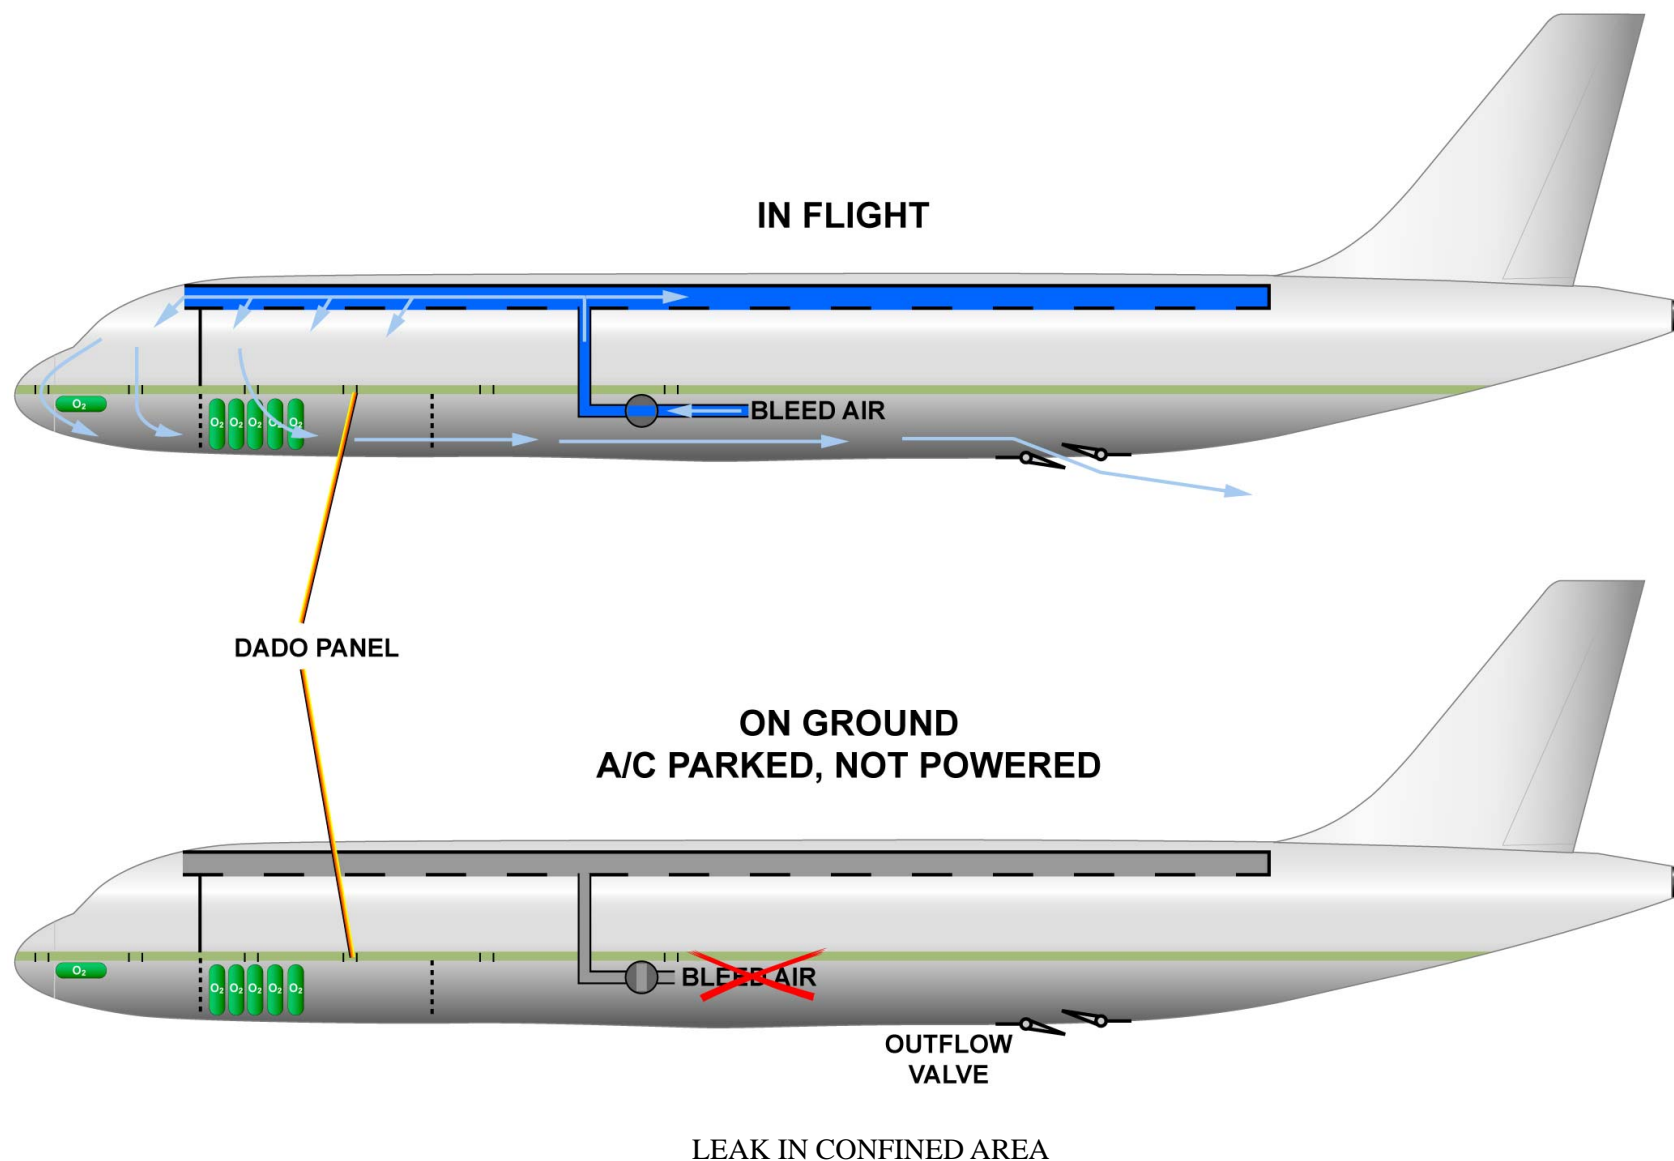 IN FLIGHT
O₂
O₂ O₂ O₂ O₂ O₂
BLEED AIR
DADO PANEL
ON GROUND
A/C PARKED, NOT POWERED
O₂
O₂ O₂ O₂ O₂ O₂
BLEED AIR
OUTFLOW
VALVE
LEAK IN CONFINED AREA